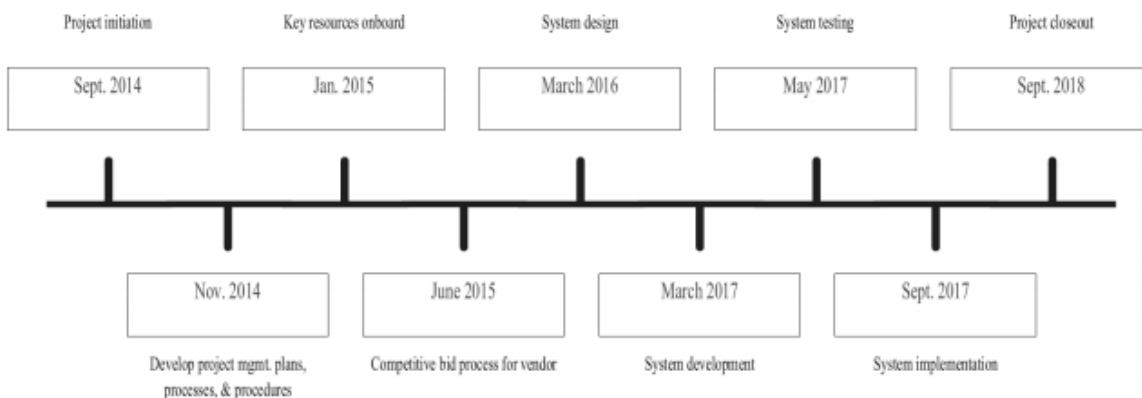 Project initiation
Key resources onboard
System design
System testing
Project closeout
Sept. 2014
Jan. 2015
March 2016
May 2017
Sept. 2018
Nov. 2014
June 2015
March 2017
Sept. 2017
Develop project mgmt. plans,
processes, & procedures
Competitive bid process for vendor
System development
System implementation